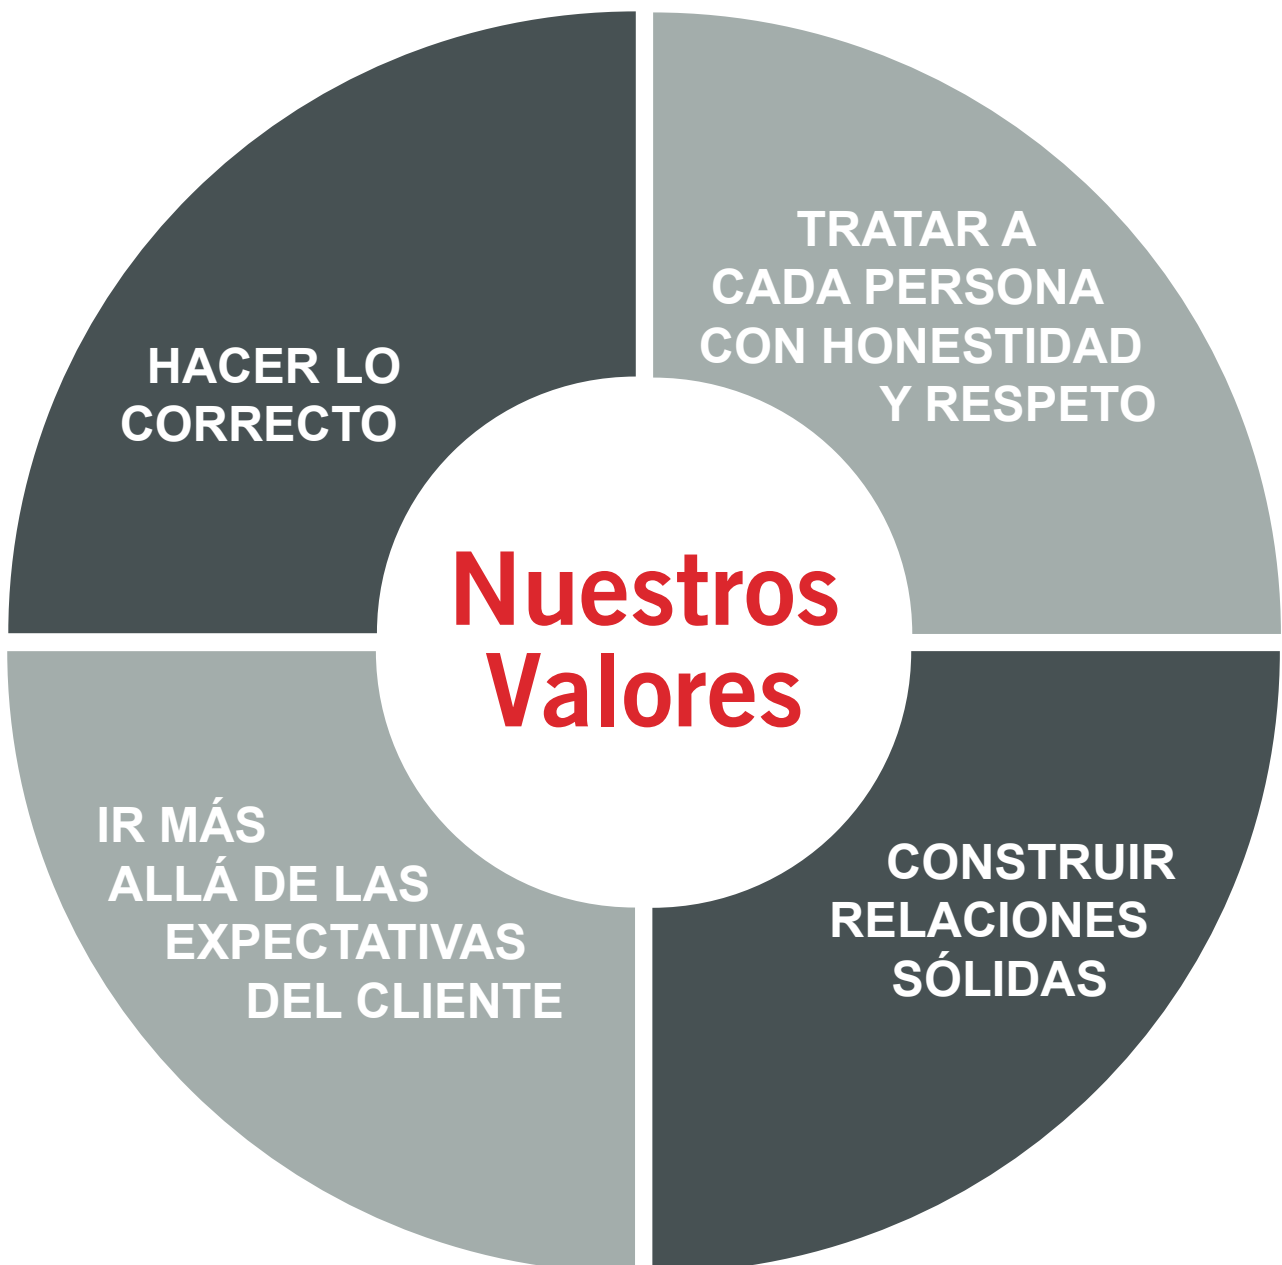 HACER LO
CORRECTO
TRATAR A
CADA PERSONA
CON HONESTIDAD
Y RESPETO
Nuestros
Valores
IR MÁS
ALLÁ DE LAS
EXPECTATIVAS
DEL CLIENTE
CONSTRUIR
RELACIONES
SÓLIDAS